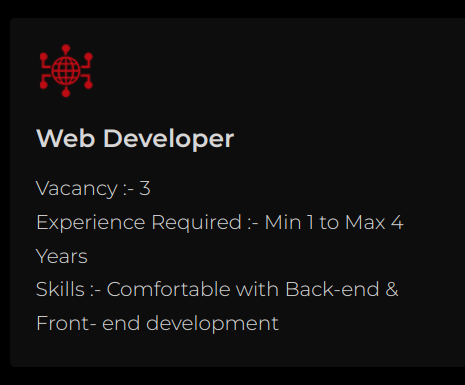 Web Developer
Vacancy :- 3
Experience Required :- Min 1 to Max 4
Years
Skills :- Comfortable with Back-end &
Front- end development